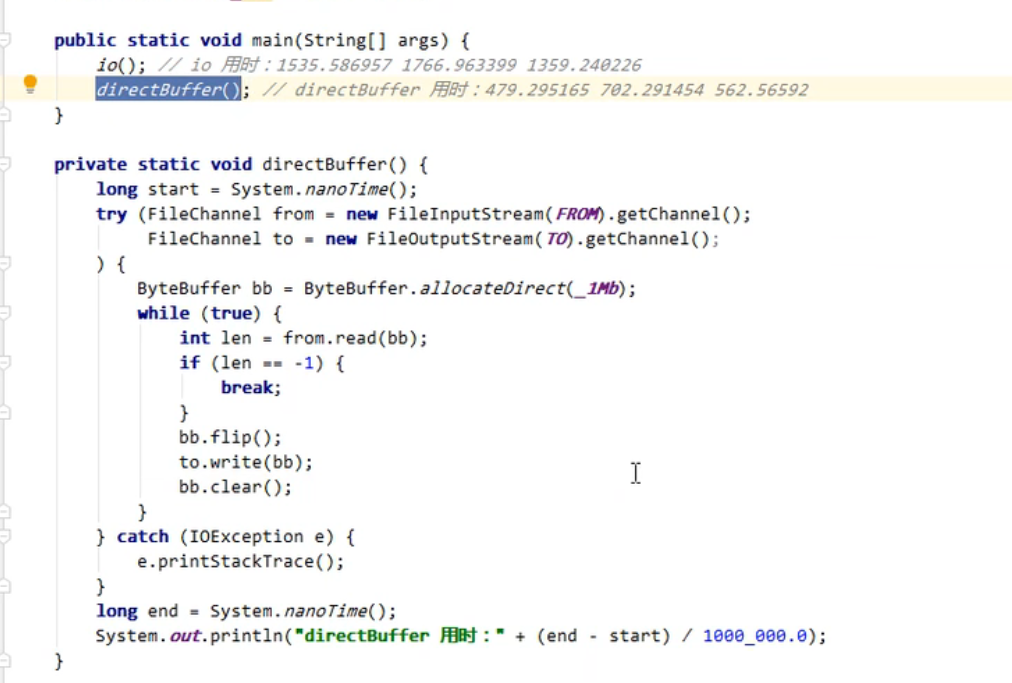 public static void main(String[] args) {
io(); // io 用时：1535.586957 1766.963399 1359.240226
directBuffer(); // directBuffer 用时：479.295165 702.291454 562.56592
}
private static void directBuffer() {
long start = System.nanoTime();
try (FileChannel from = new FileInputStream(FROM).getChannel();
FileChannel to = new FileOutputStream(TO).getChannel();
) {
ByteBuffer bb = ByteBuffer.allocateDirect(_1Mb);
while (true) {
int len = from.read(bb);
if (len == -1) {
break;
}
bb.flip();
to.write(bb);
bb.clear();
}
} catch (IOException e) {
e.printStackTrace();
}
long end = System.nanoTime();
System.out.println("directBuffer 用时：" + (end - start) / 1000_000.0);
}